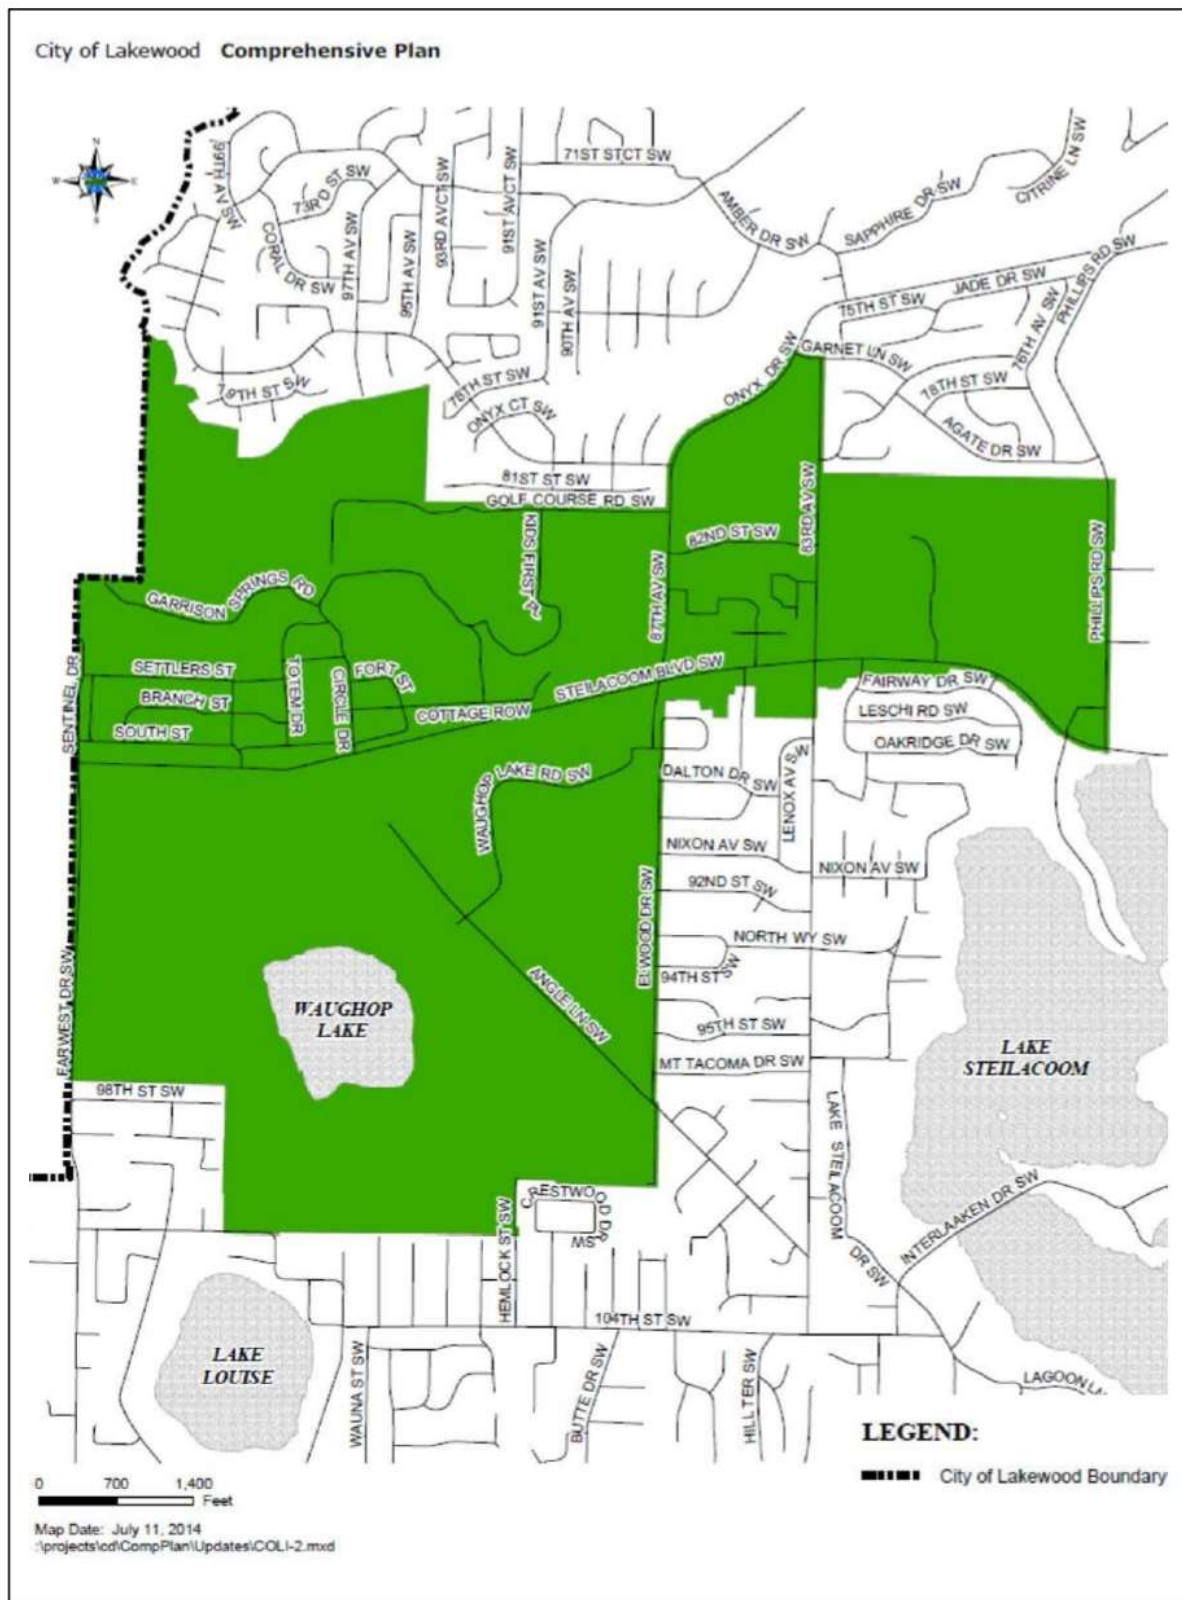 City of Lakewood Comprehensive Plan
N
W
E
S
99TH AV SW
73RD ST SW
CORAL DR SW
97TH AV SW
95TH AV SW
93RD AVCT SW
91ST AVCT SW
71ST STCT SW
AMBER DR SW
SAPPHIRE DR SW
CITRINE LN SW
91ST AV SW
90TH AV SW
75TH ST SW
JADE DR SW
PHILLIPS RD SW
76TH AV SW
GARNET LN SW
ONYX DR SW
78TH ST SW
AGATE DR SW
79TH ST SW
78TH ST SW
ONYX CT SW
81ST ST SW
GOLF COURSE RD SW
KIDS FIRST PL
82ND ST SW
83RD AV SW
87TH AV SW
PHILLIPS RD SW
GARRISON SPRINGS RD
SETTLERS ST
TOTEM DR
CIRCLE DR
FORT ST
BRANCH ST
SOUTH ST
SENTINEL DR
COTTAGE ROW
STEILACOOM BLVD SW
FAIRWAY DR SW
LESCHI RD SW
OAKRIDGE DR SW
WAUGHOP LAKE RD SW
DALTON DR SW
LENOX AV SW
NIXON AV SW
NIXON AV SW
92ND ST SW
ELWOOD DR SW
NORTH WY SW
94TH ST SW
95TH ST SW
MT TACOMA DR SW
ANGLE LN SW
FARWEST DR SW
WAUGHOP
LAKE
LAKE
STEILACOOM
98TH ST SW
LAKE STEILACOOM DR SW
INTERLAAKEN DR SW
CRESTWOOD DR SW
HEMLOCK ST SW
104TH ST SW
LAKE
LOUISE
WAUNA ST SW
BUTTE DR SW
HILLTER ST SW
LAGOON LA
LEGEND:
City of Lakewood Boundary
0 700 1,400
Feet
Map Date: July 11, 2014
:\projects\cd\CompPlan\Updates\COLI-2.mxd